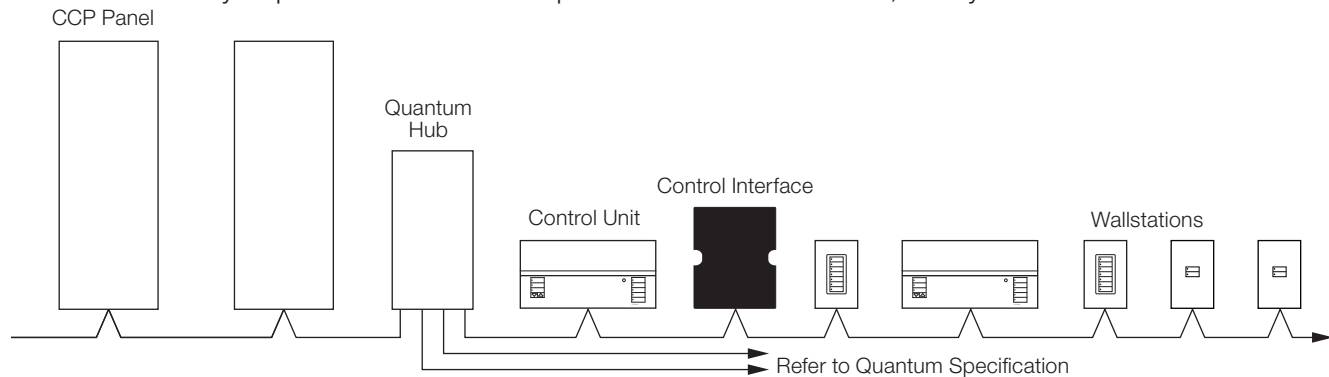 CCP Panel
Quantum
Hub
Control Unit
Control Interface
Wallstations
Refer to Quantum Specification